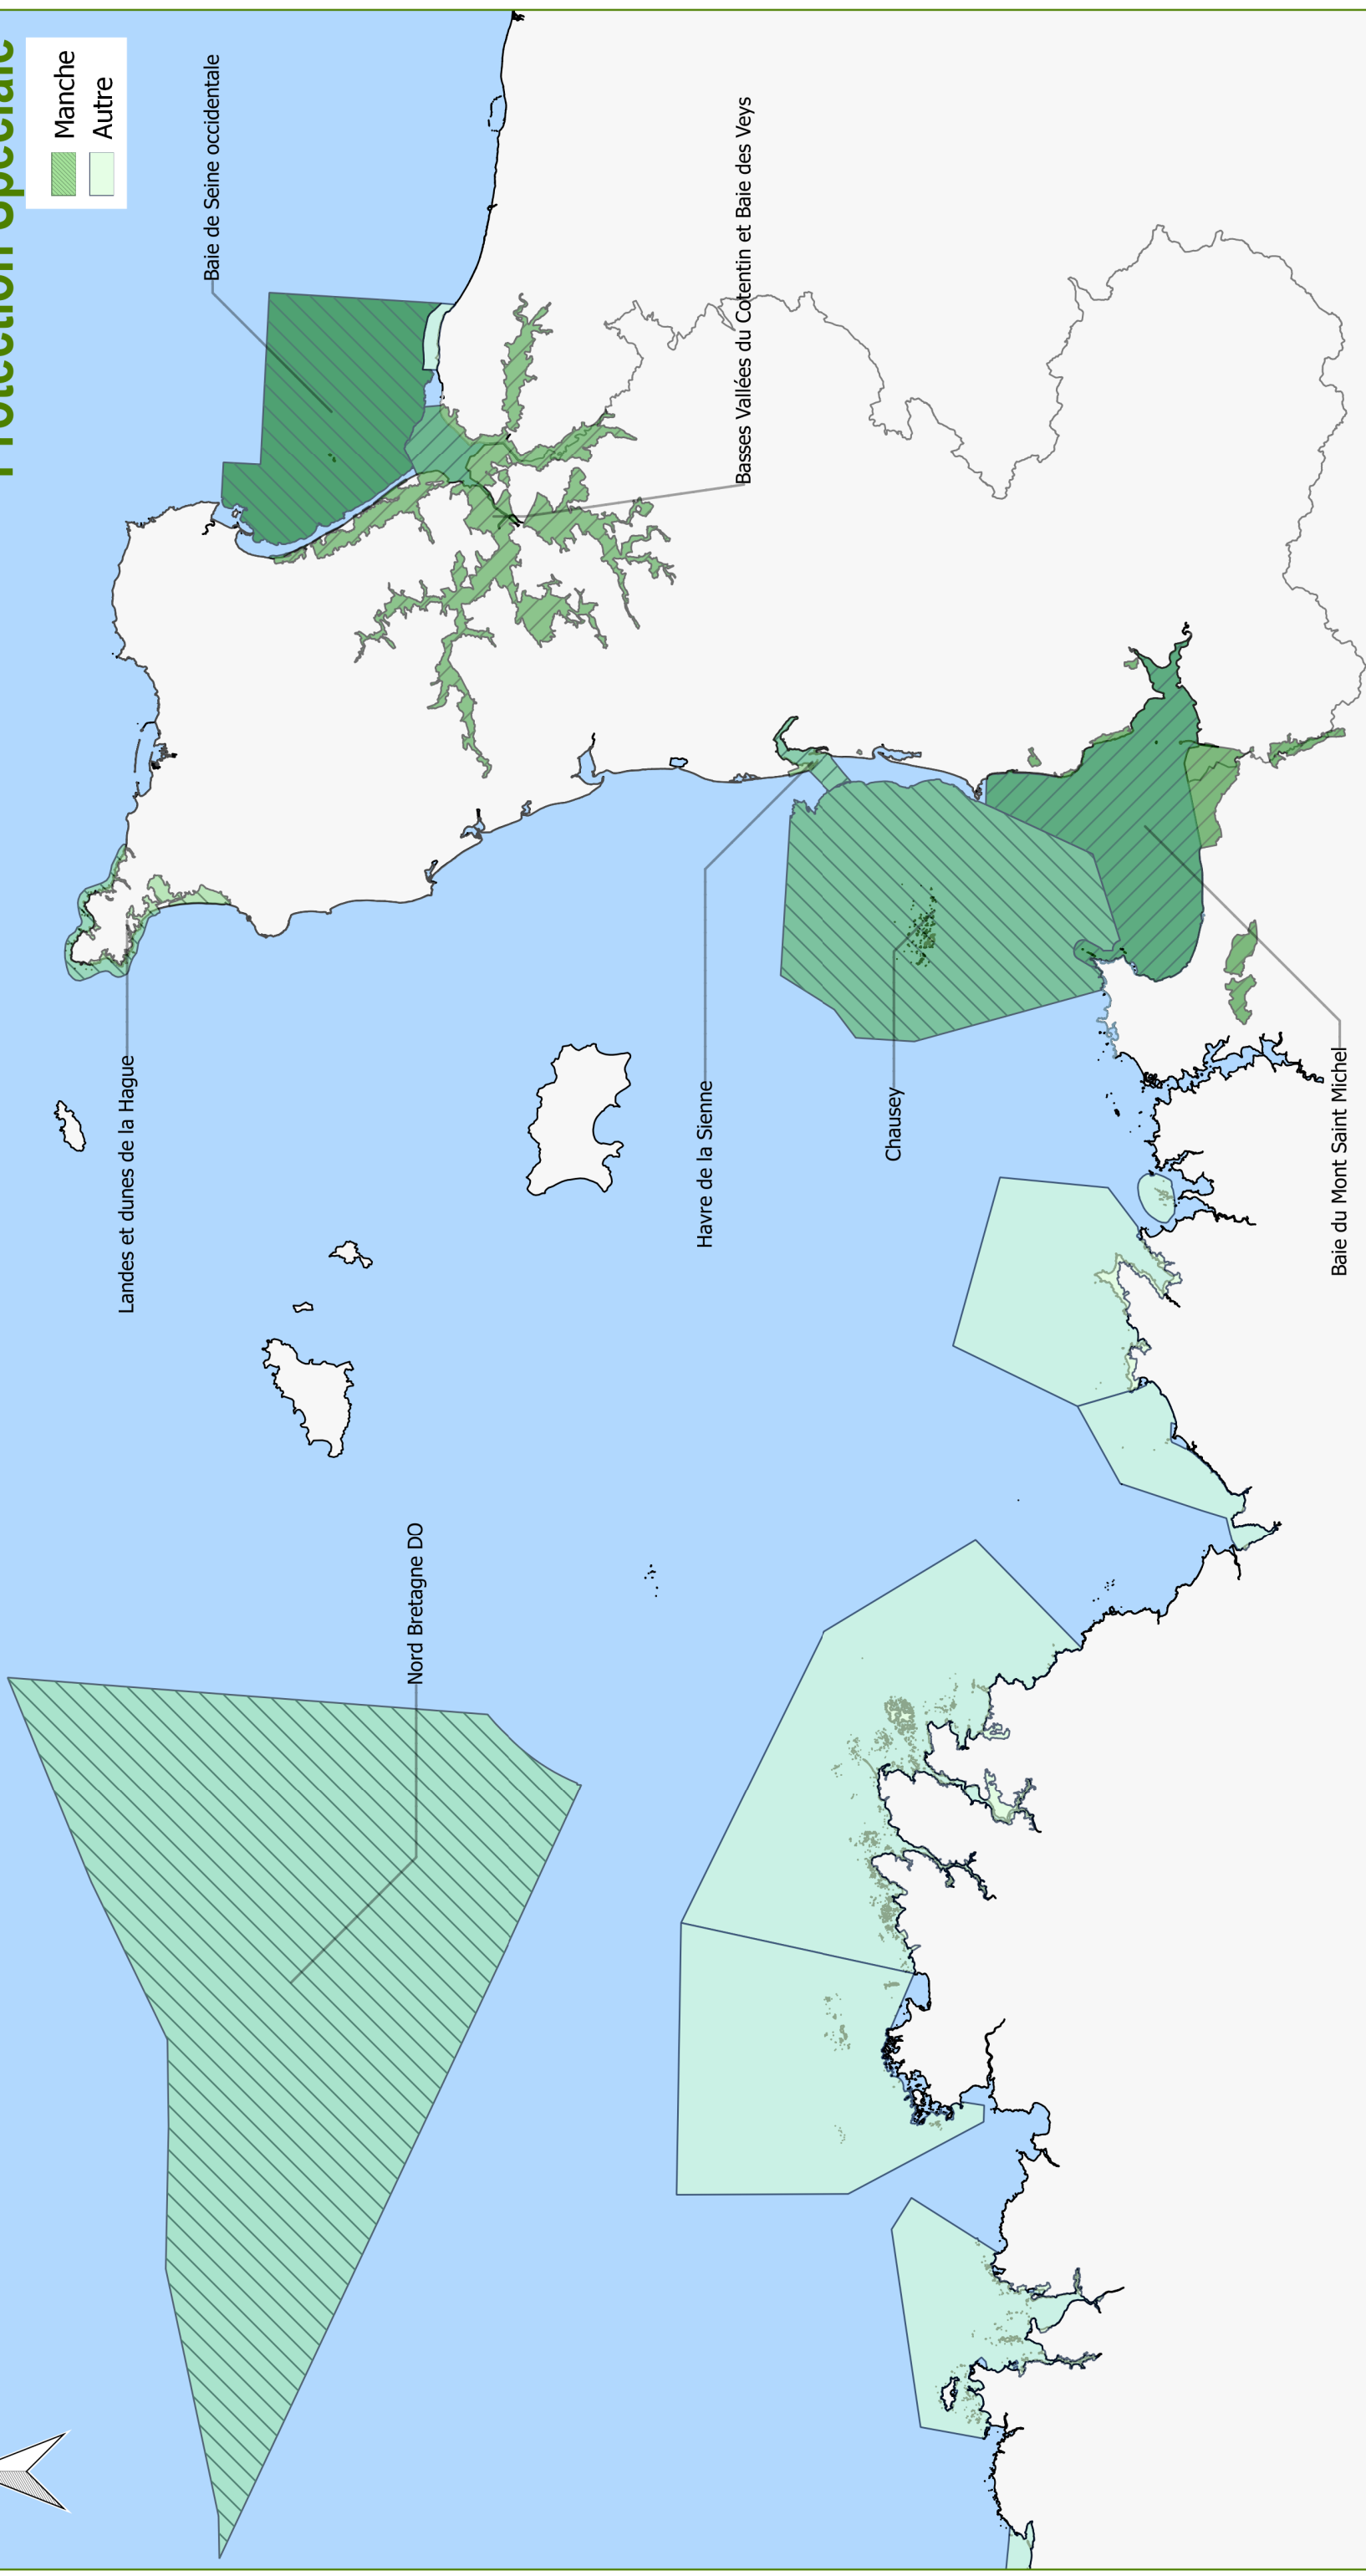 Protection Spéciale
Manche
Autre
Baie de Seine occidentale
Basses Vallées du Cotentin et Baie des Veys
Landes et dunes de la Hague
Havre de la Sienne
Chausey
Baie du Mont Saint Michel
Nord Bretagne DO